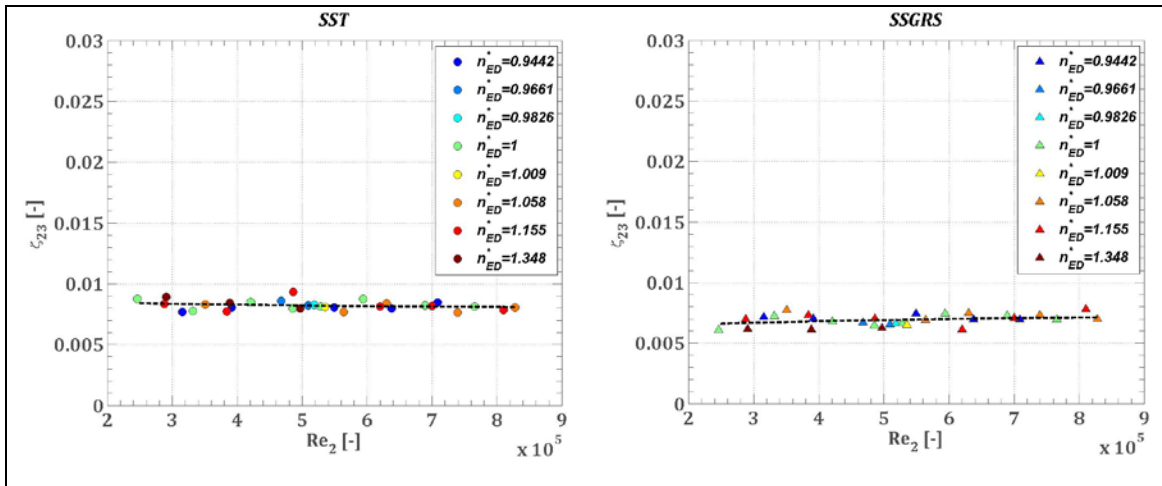 SST
0.03
0.025
0.02
0.015
0.01
0.005
0
ζ23 [-]
2 3 4 5 6 7 8 9
Re2 [-]
x 10^5
n*ED=0.9442
n*ED=0.9661
n*ED=0.9826
n*ED=1
n*ED=1.009
n*ED=1.058
n*ED=1.155
n*ED=1.348
SSGRS
0.03
0.025
0.02
0.015
0.01
0.005
0
ζ23 [-]
2 3 4 5 6 7 8 9
Re2 [-]
x 10^5
n*ED=0.9442
n*ED=0.9661
n*ED=0.9826
n*ED=1
n*ED=1.009
n*ED=1.058
n*ED=1.155
n*ED=1.348